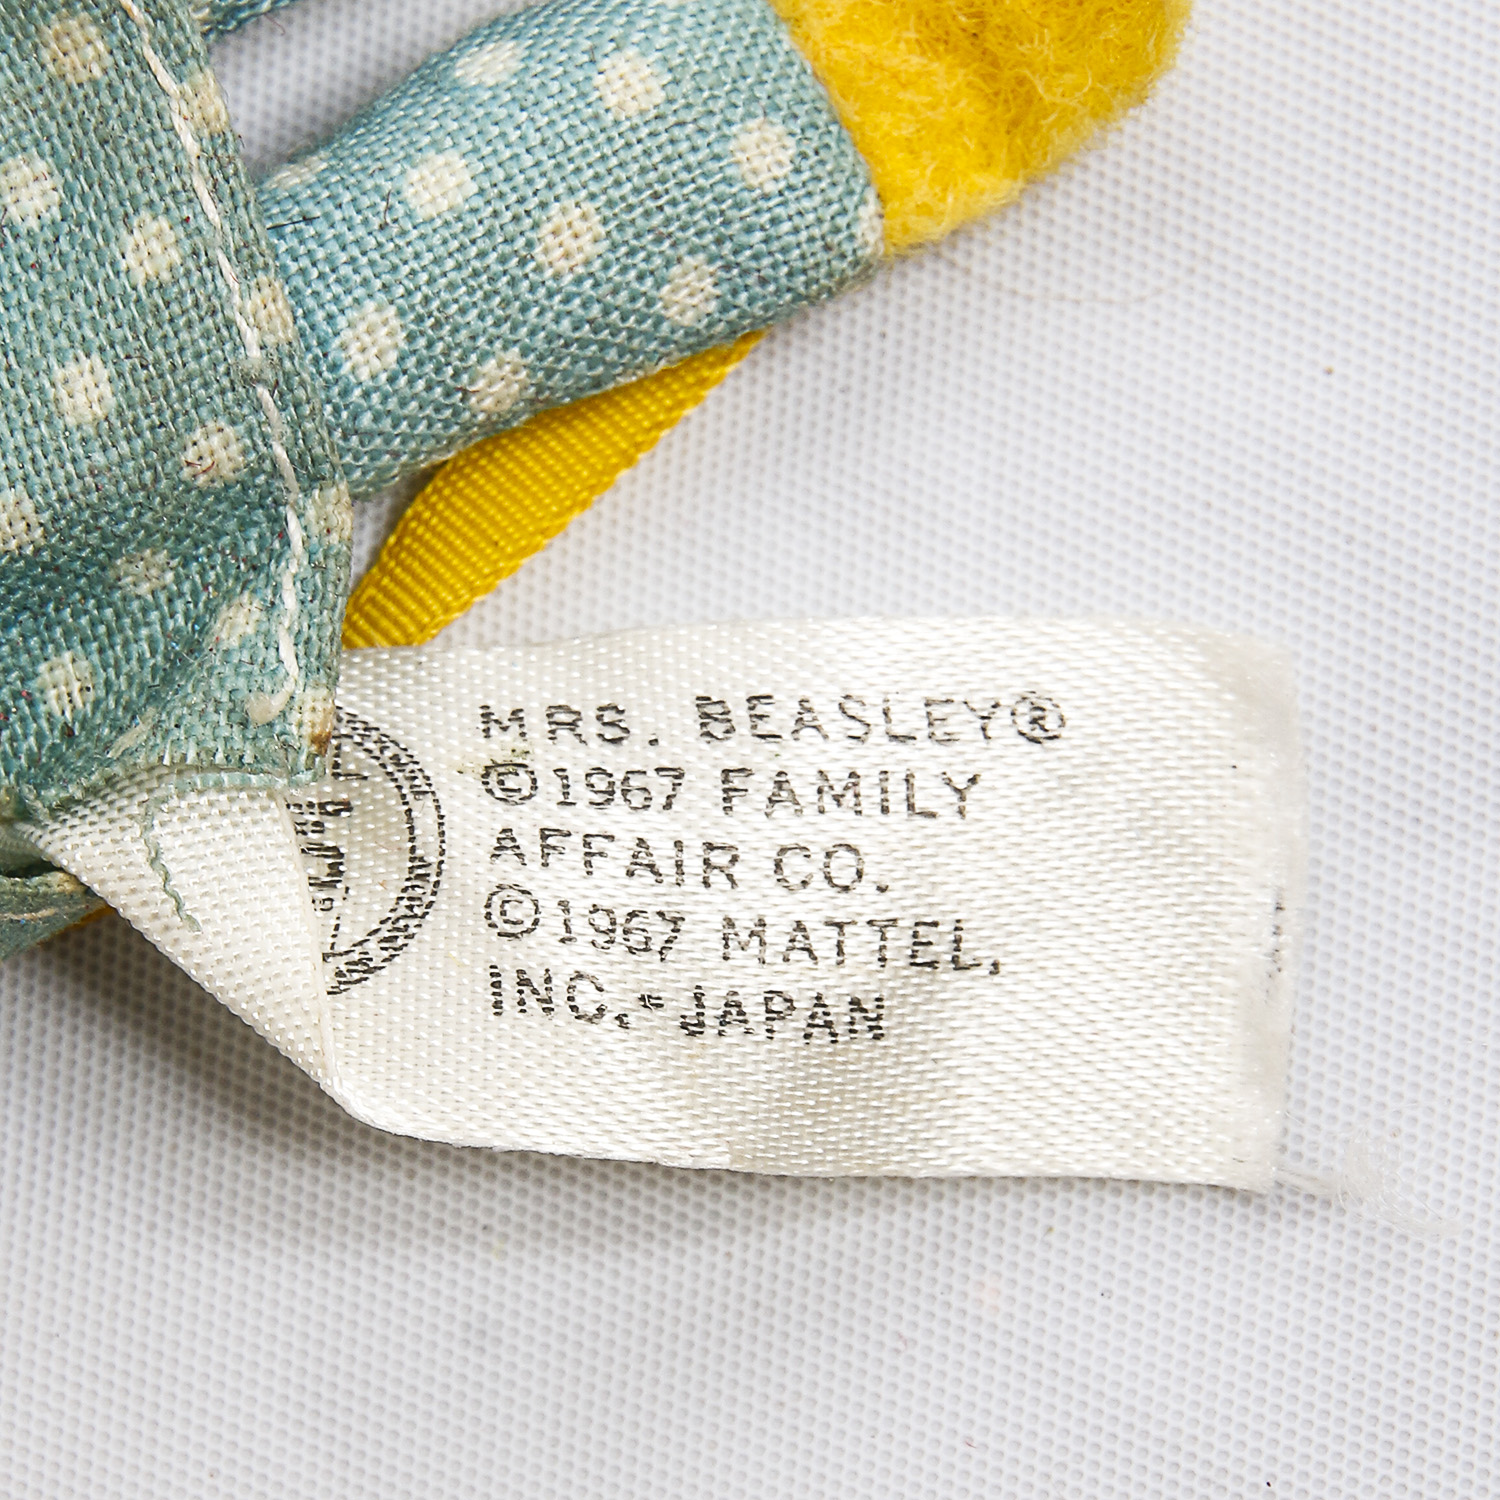 MRS. BEASLEY®
©1967 FAMILY
AFFAIR CO.
©1967 MATTEL.
INC.* JAPAN